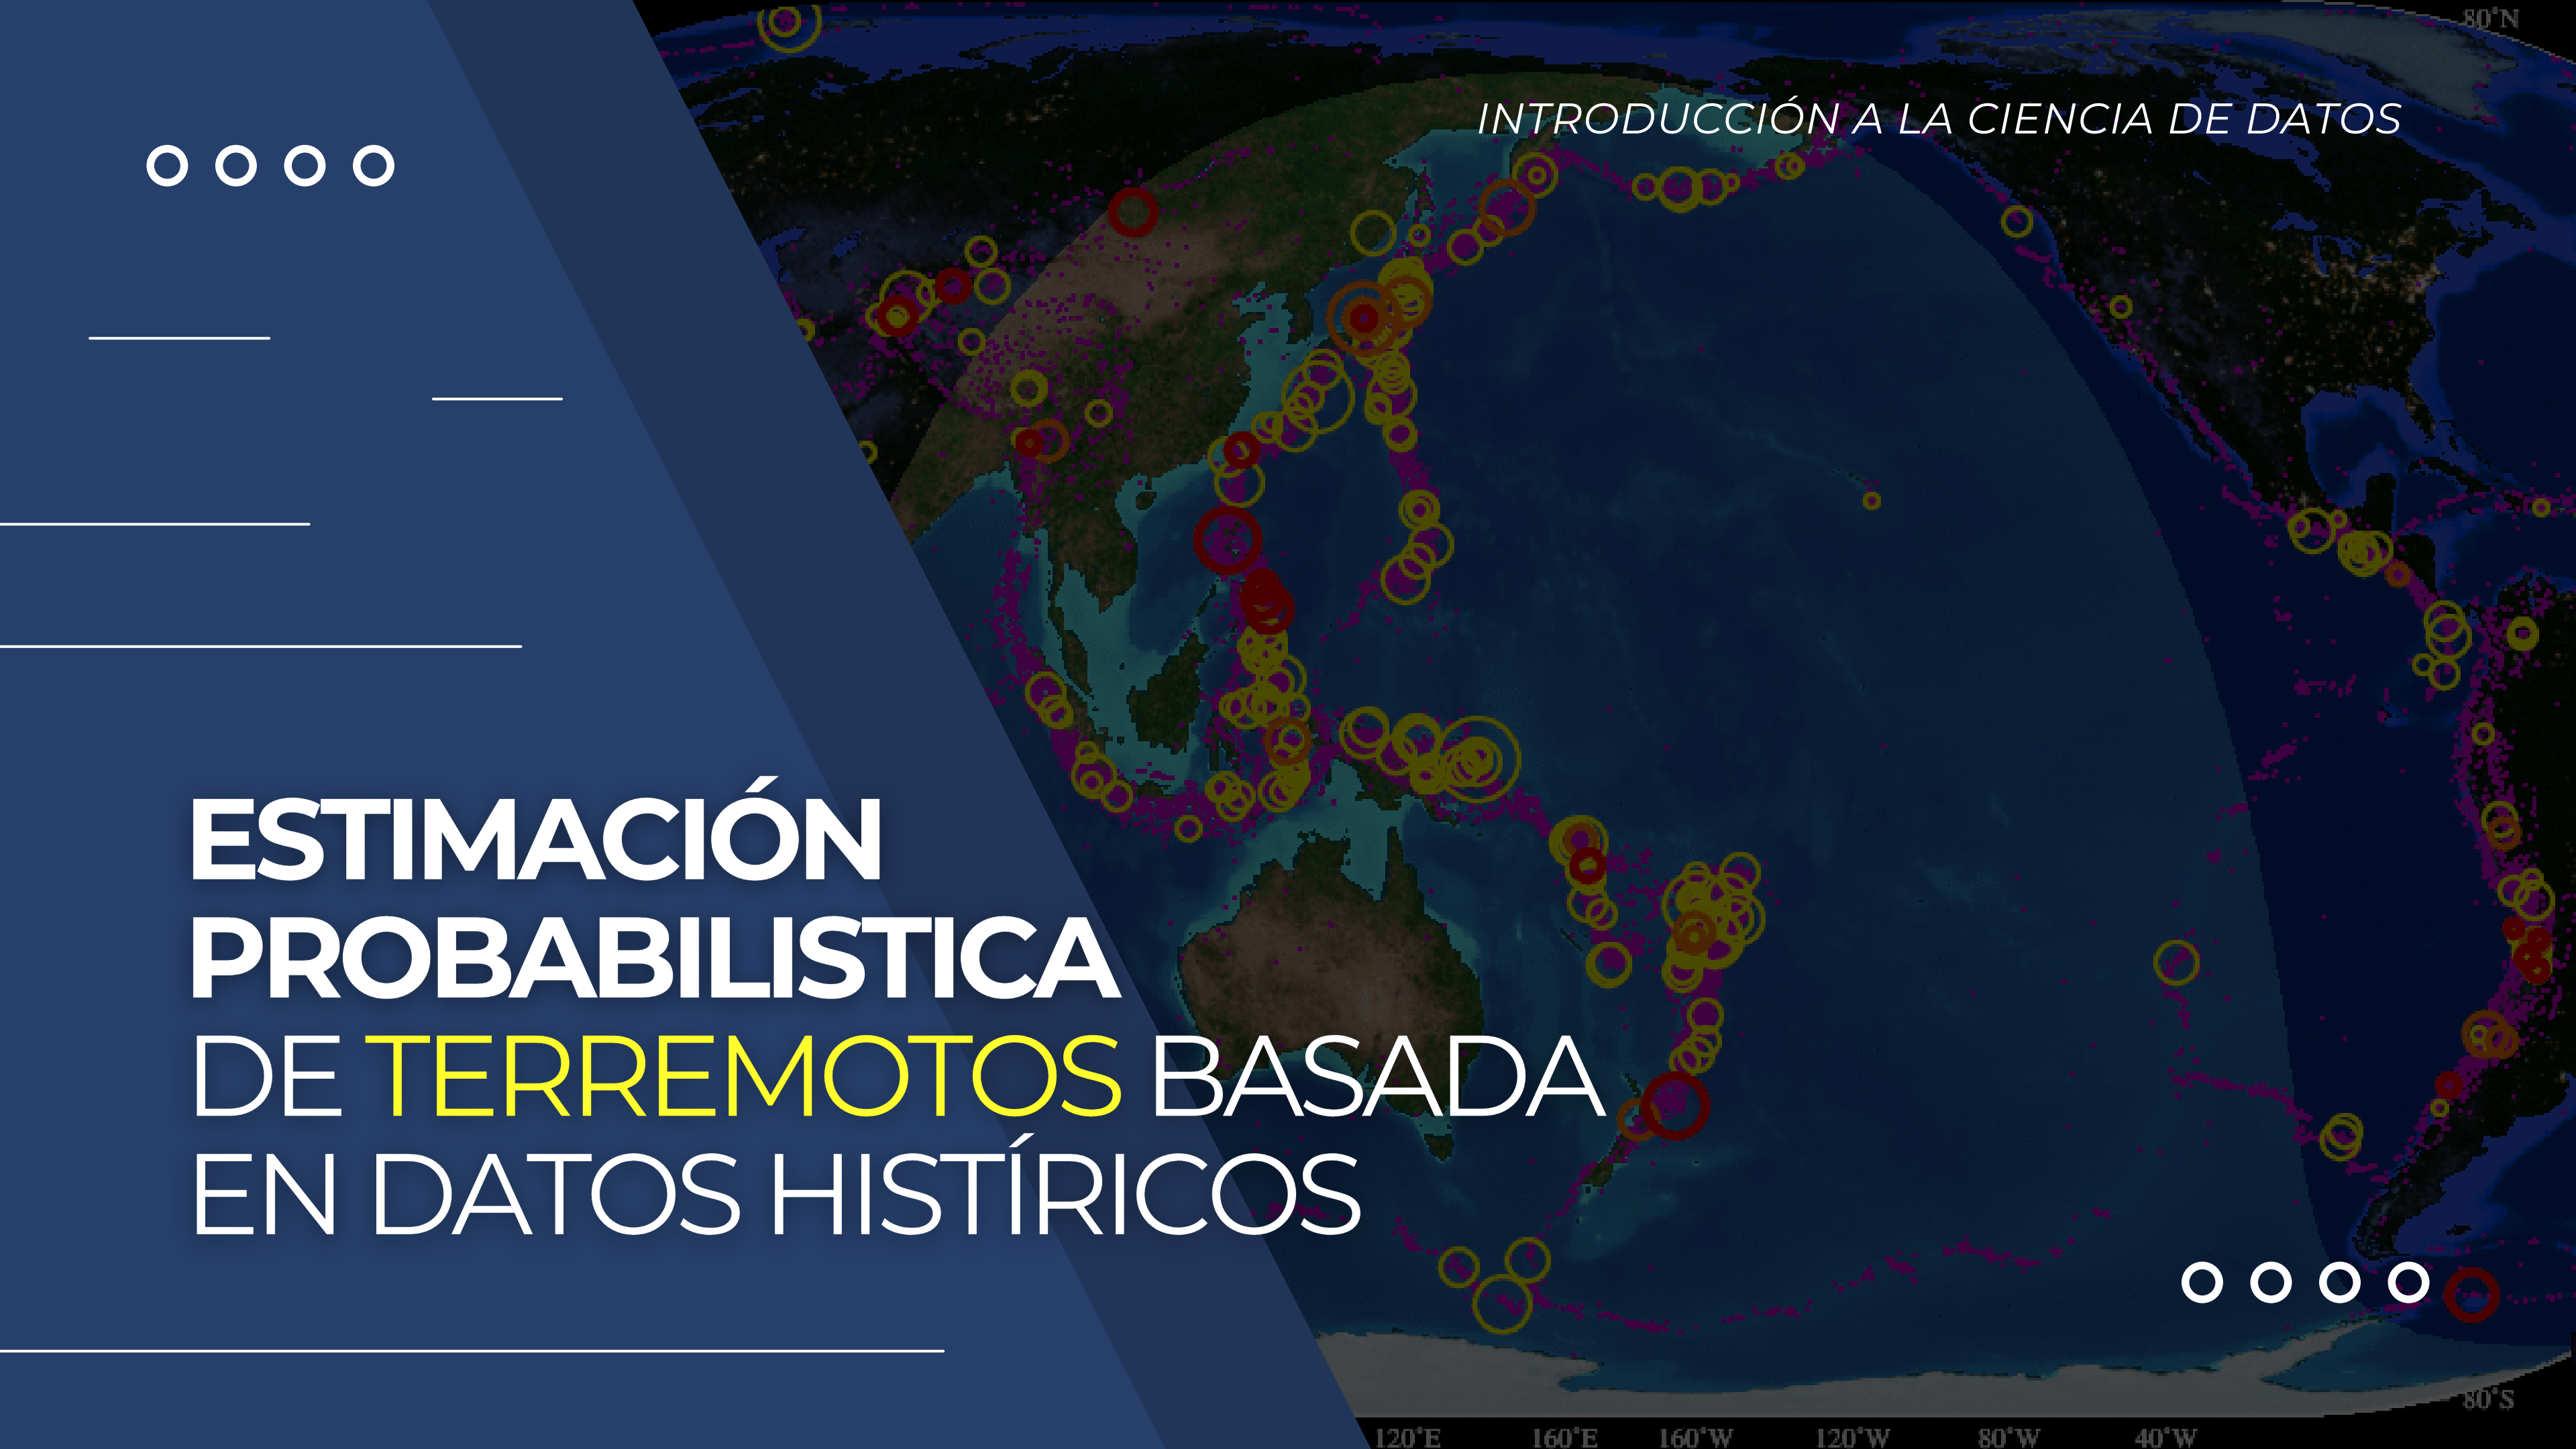 80°N
INTRODUCCIÓN A LA CIENCIA DE DATOS
ESTIMACIÓN
PROBABILISTICA
DE TERREMOTOS BASADA
EN DATOS HISTÍRICOS
80°S
120°E 160°E 160°W 120°W 80°W 40°W